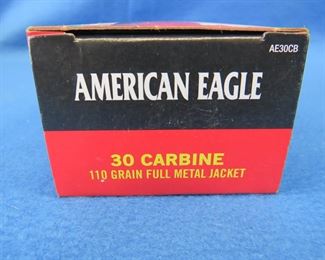 AE30CB
AMERICAN EAGLE
30 CARBINE
110 GRAIN FULL METAL JACKET